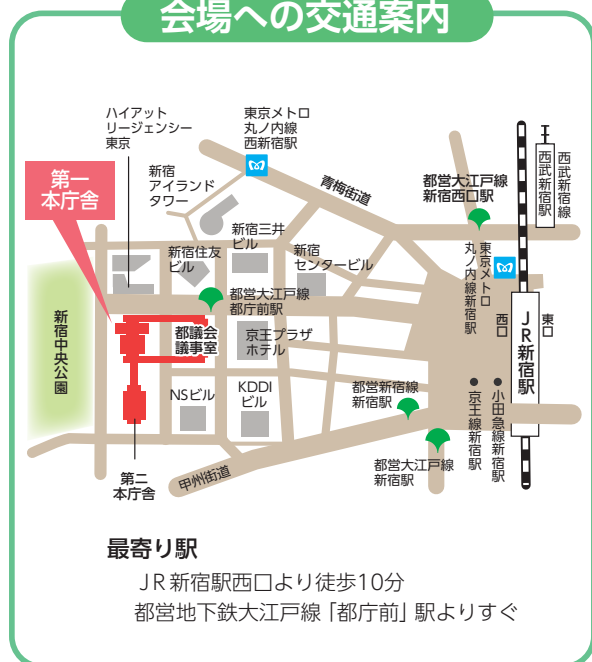 会場への交通案内
ハイアット
リージェンシー
東京
東京メトロ
丸ノ内線
西新宿駅
第一
本庁舎
新宿
アイランド
タワー
青梅街道
都営大江戸線
新宿西口駅
西武新宿駅
西武新宿線
新宿三井
ビル
新宿住友
ビル
新宿
センタービル
東京メトロ
丸ノ内線新宿駅
都営大江戸線
都庁前駅
新宿中央公園
都議会
議事室
京王プラザ
ホテル
西口
JR新宿駅
東口
NSビル
KDDI
ビル
都営新宿線
新宿駅
京王線新宿駅
小田急線新宿駅
第二
本庁舎
甲州街道
都営大江戸線
新宿駅
最寄り駅
JR新宿駅西口より徒歩10分
都営地下鉄大江戸線「都庁前」駅よりすぐ